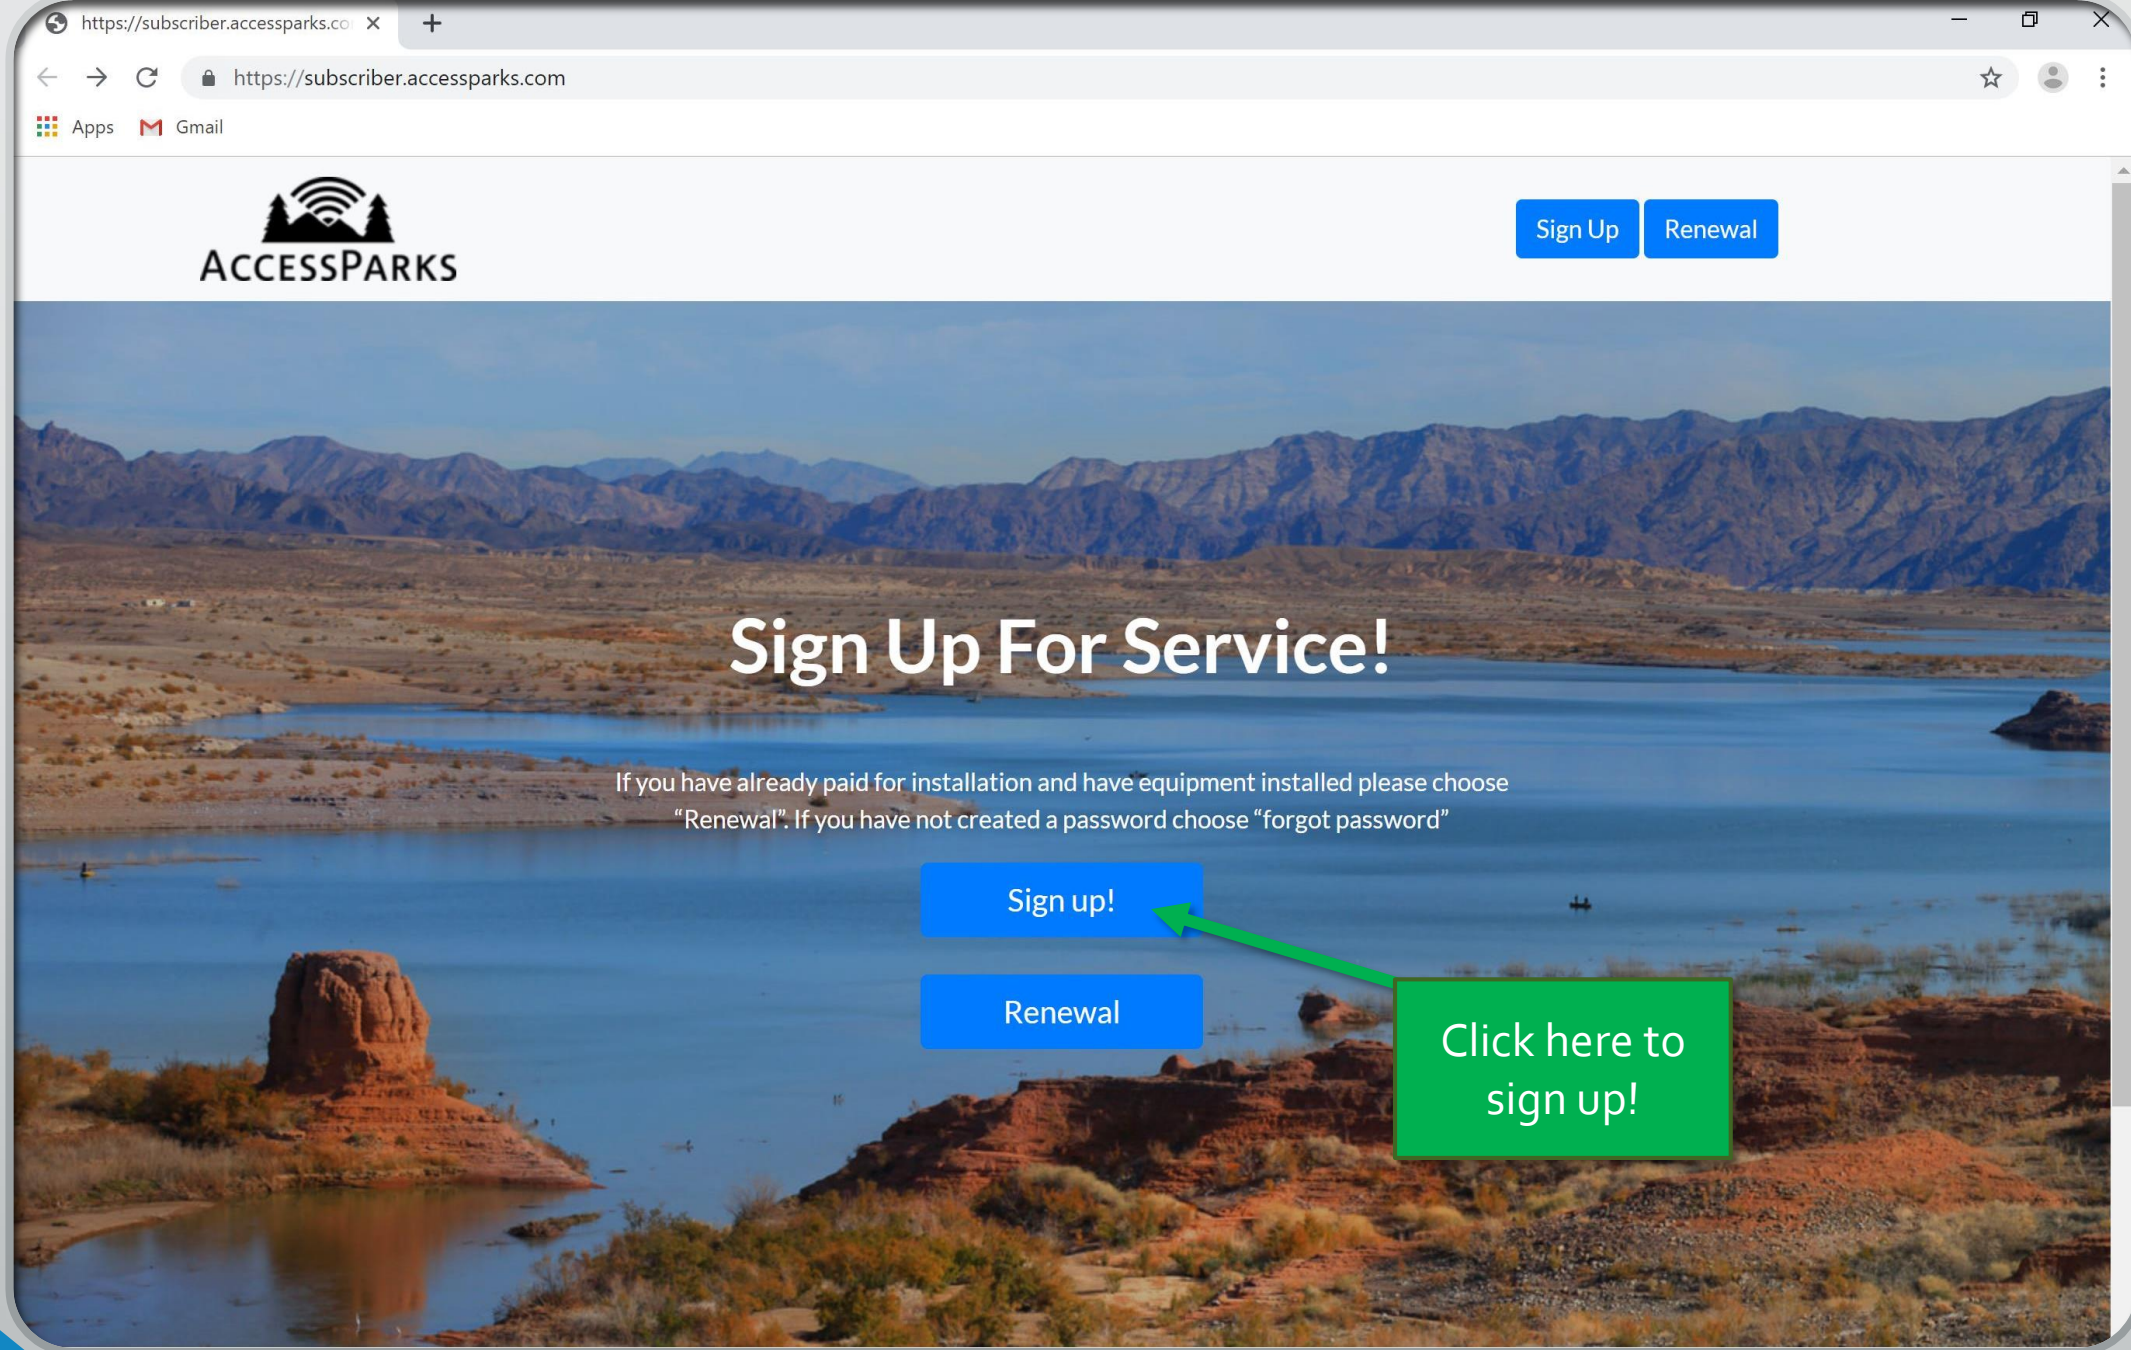 https://subscriber.accessparks.co
https://subscriber.accessparks.com
Apps Gmail
ACCESSPARKS
Sign Up Renewal
Sign Up For Service!
If you have already paid for installation and have equipment installed please choose
“Renewal”. If you have not created a password choose “forgot password”
Sign up!
Renewal
Click here to
sign up!